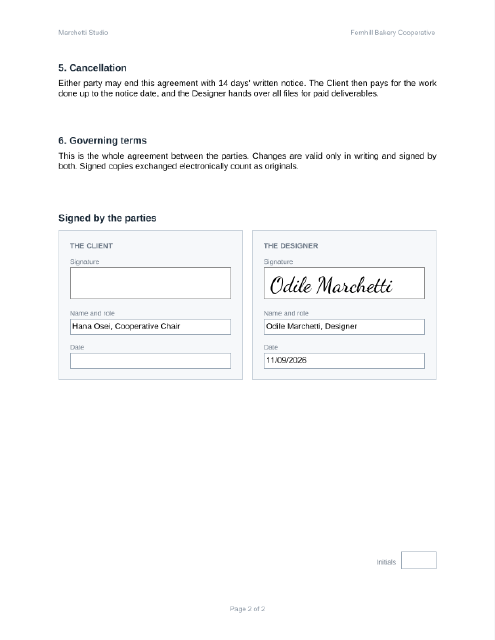 Marchetti Studio
Fernhill Bakery Cooperative
5. Cancellation
Either party may end this agreement with 14 days' written notice. The Client then pays for the work
done up to the notice date, and the Designer hands over all files for paid deliverables.
6. Governing terms
This is the whole agreement between the parties. Changes are valid only in writing and signed by
both. Signed copies exchanged electronically count as originals.
Signed by the parties
THE CLIENT
Signature
Name and role
Hana Osei, Cooperative Chair
Date
THE DESIGNER
Signature
Odile Marchetti
Name and role
Odile Marchetti, Designer
Date
11/09/2026
Initials
Page 2 of 2